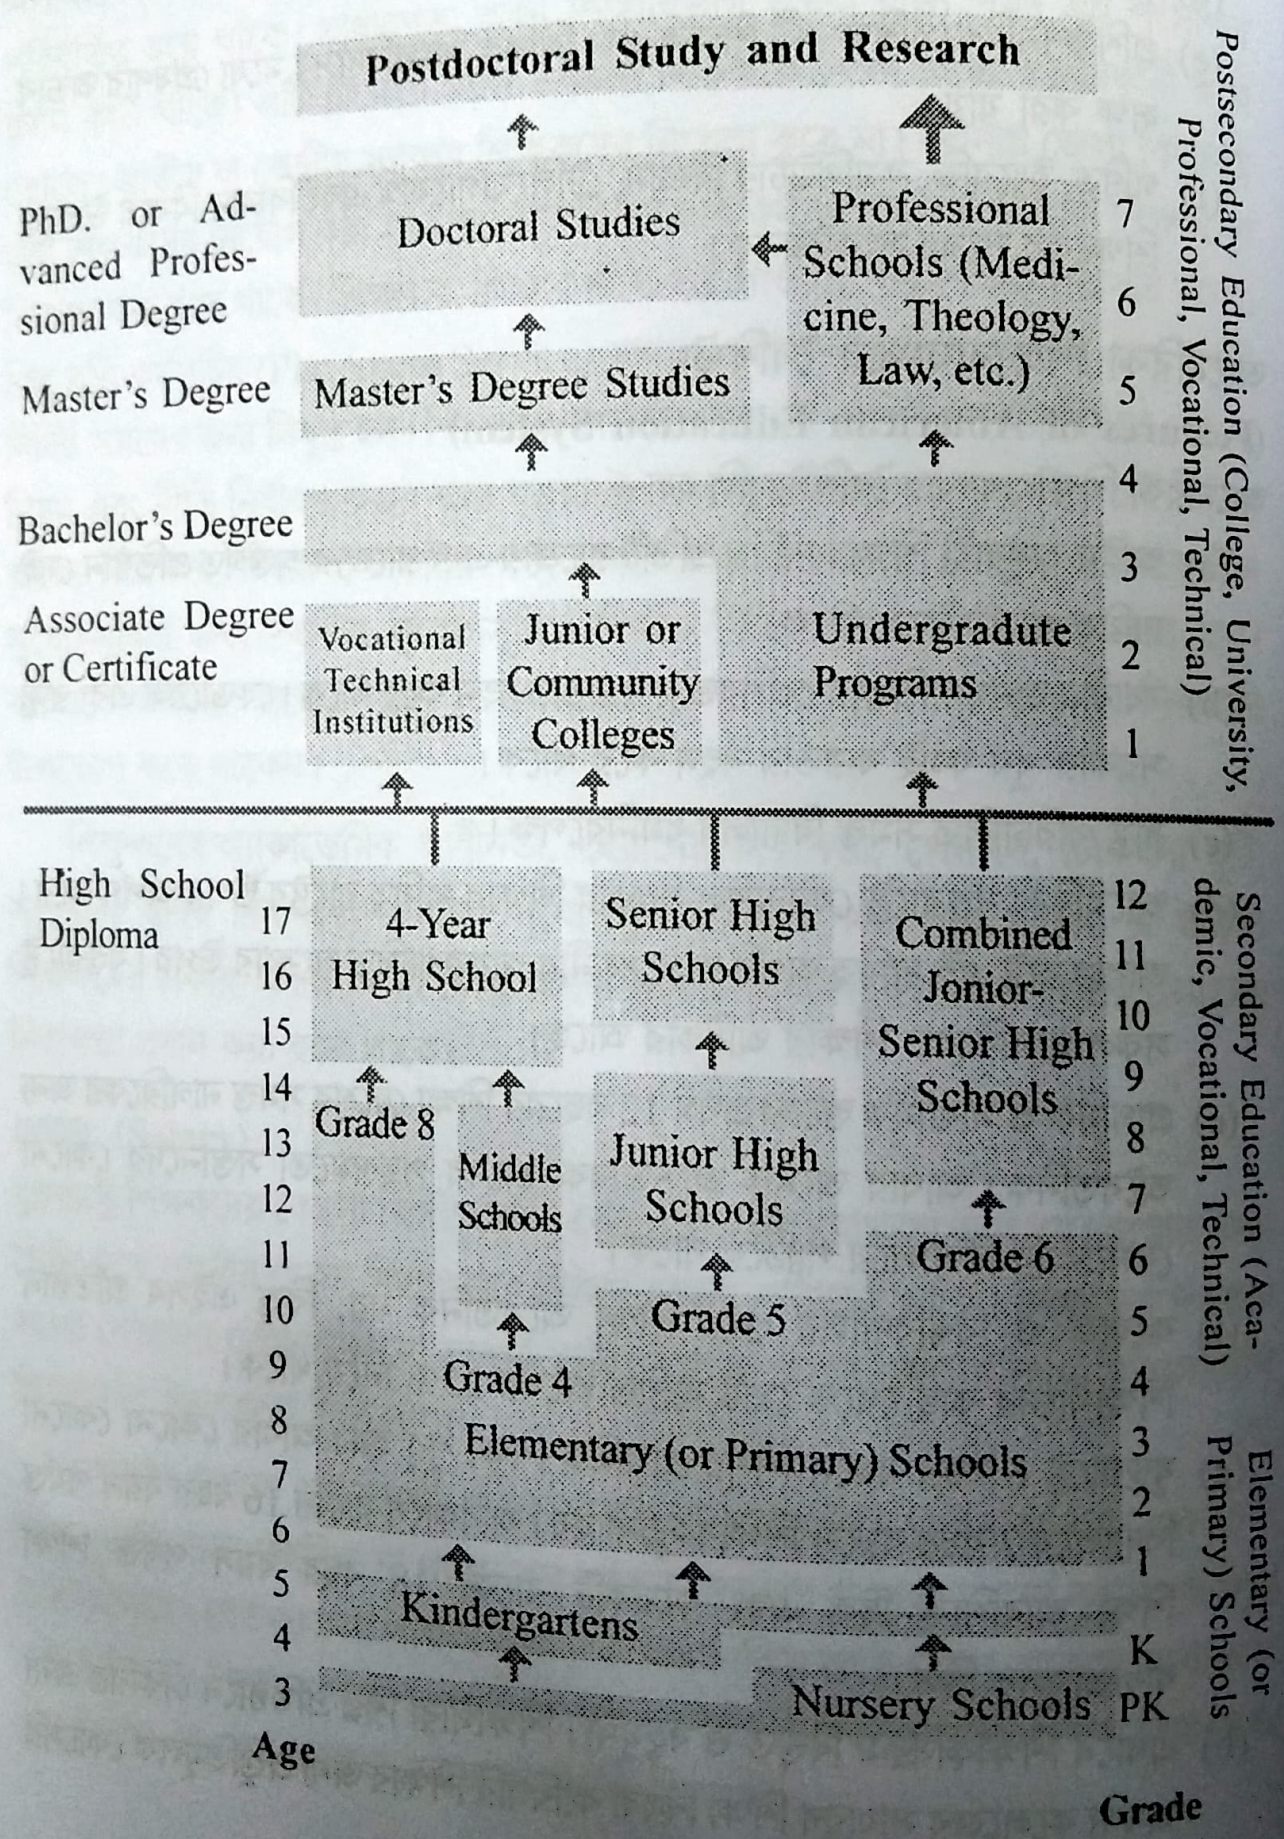 Postdoctoral Study and Research
PhD. or Ad-
vanced Profes-
sional Degree
Doctoral Studies
Professional
Schools (Medi-
cine, Theology,
Law, etc.)
7
6
5
Master's Degree
Master's Degree Studies
4
3
2
1
Bachelor's Degree
Associate Degree
or Certificate
Vocational
Technical
Institutions
Junior or
Community
Colleges
Undergradute
Programs
Postsecondary Education (College, University,
Professional, Vocational, Technical)
High School
Diploma
17
16
15
14
13
12
11
10
9
8
7
6
5
4
3
Age
4-Year
High School
Senior High
Schools
Combined
Jonior-
Senior High
Schools
Grade 8
Middle
Schools
Junior High
Schools
Grade 6
Grade 5
Grade 4
Elementary (or Primary) Schools
Kindergartens
Nursery Schools
12
11
10
9
8
7
6
5
4
3
2
1
K
PK
Grade
Secondary Education (Aca-
demic, Vocational, Technical)
Elementary (or
Primary) Schools